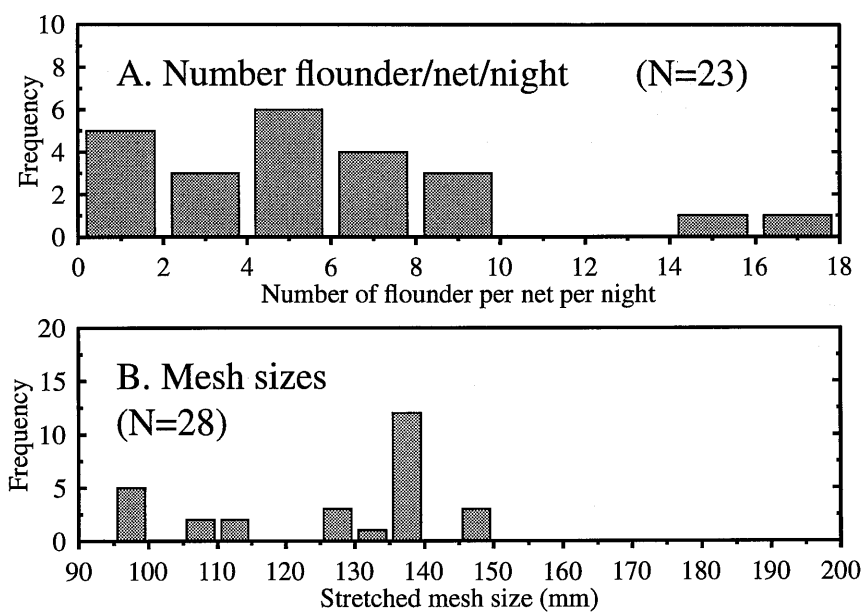 10
8
6
4
2
0
Frequency
A. Number flounder/net/night (N=23)
0 2 4 6 8 10 12 14 16 18
Number of flounder per net per night
20
15
10
5
0
Frequency
B. Mesh sizes
(N=28)
90 100 110 120 130 140 150 160 170 180 190 200
Stretched mesh size (mm)